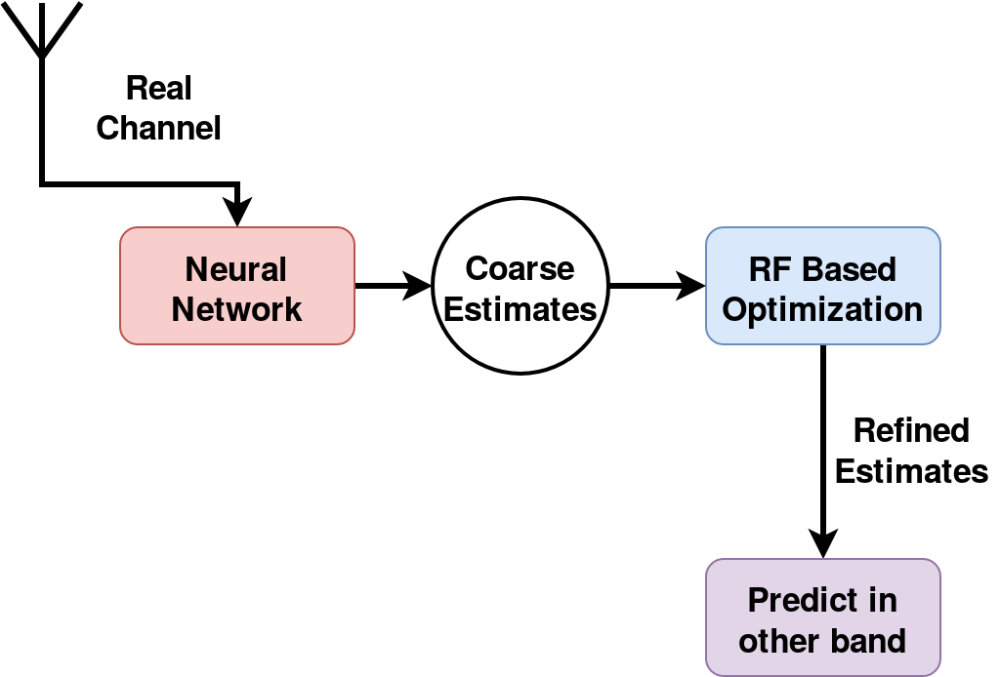 Real
Channel
Neural
Network
Coarse
Estimates
RF Based
Optimization
Refined
Estimates
Predict in
other band